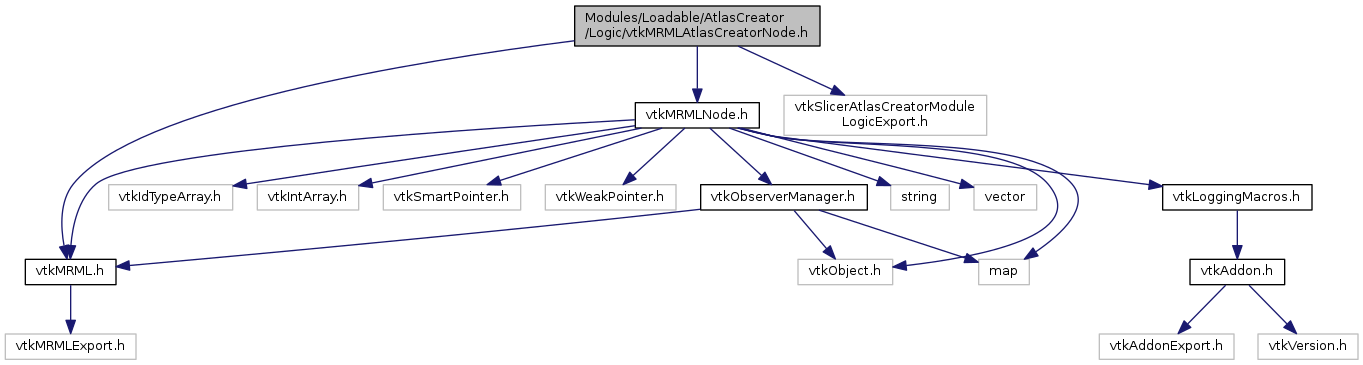 Modules/Loadable/AtlasCreator
/Logic/vtkMRMLAtlasCreatorNode.h
vtkMRMLNode.h
vtkSlicerAtlasCreatorModule
LogicExport.h
vtkIdTypeArray.h
vtkIntArray.h
vtkSmartPointer.h
vtkWeakPointer.h
vtkObserverManager.h
string
vector
vtkLoggingMacros.h
vtkMRML.h
vtkObject.h
map
vtkAddon.h
vtkMRMLExport.h
vtkAddonExport.h
vtkVersion.h